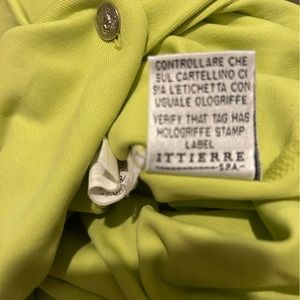 CONTROLLARE CHE
SUL CARTELLINO CI
SIA L'ETICHETTA CON
UGUALE OLOGRIFFE
VERIFY THAT TAG HAS
HOLOGRIFFE STAMP
LABEL
ITTIERRE
S.P.A.